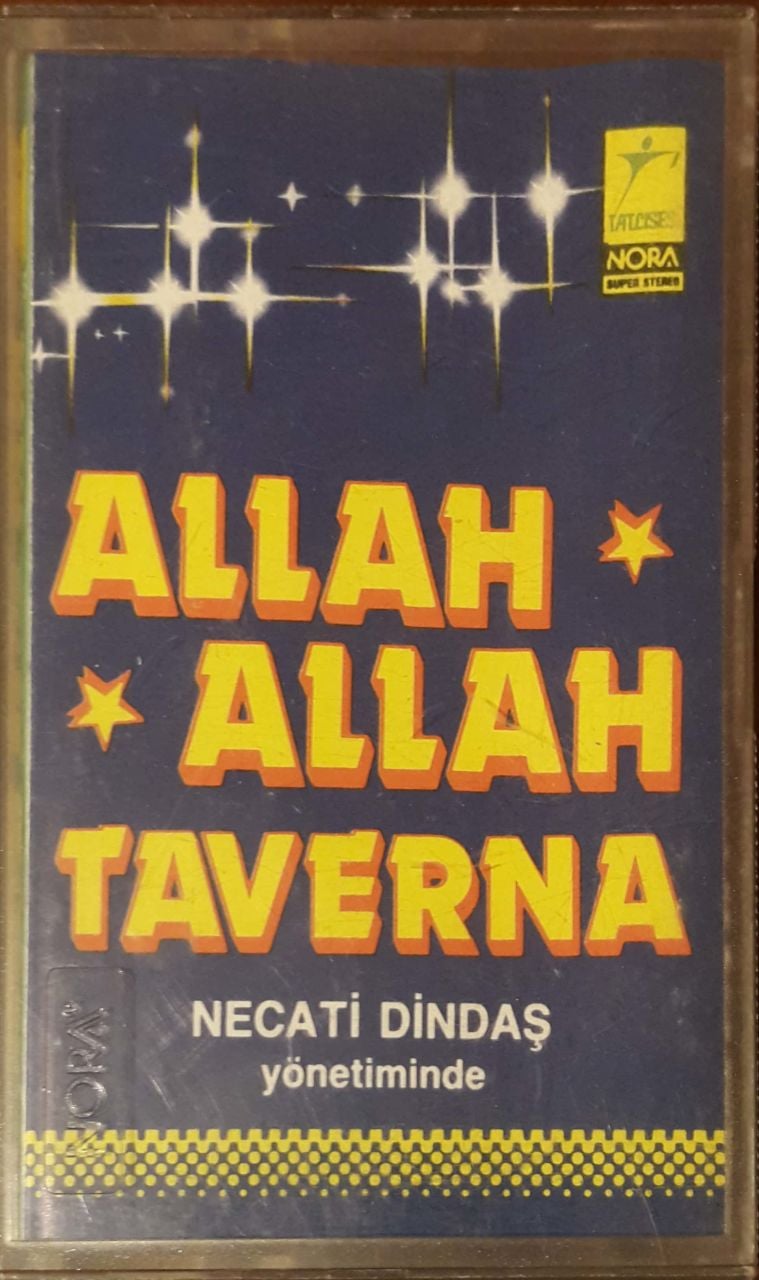 TATLISES
NORA
SUPER STEREO
ALLAH
ALLAH
TAVERNA
NECATİ DİNDAŞ
yönetiminde
NORA